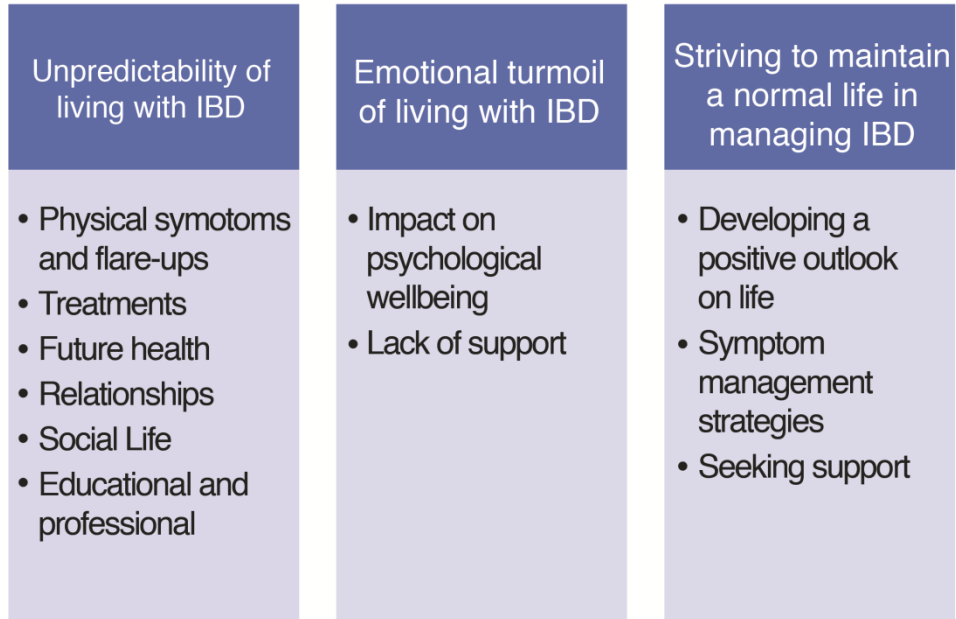 Unpredictability of
living with IBD
• Physical symotoms
and flare-ups
• Treatments
• Future health
• Relationships
• Social Life
• Educational and
professional
Emotional turmoil
of living with IBD
• Impact on
psychological
wellbeing
• Lack of support
Striving to maintain
a normal life in
managing IBD
• Developing a
positive outlook
on life
• Symptom
management
strategies
• Seeking support